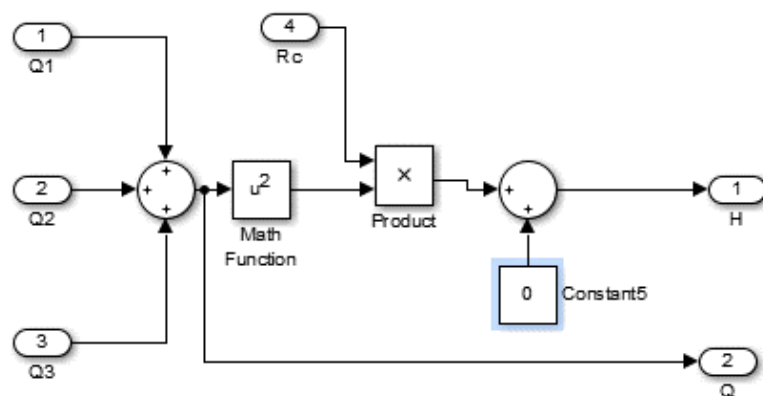 1
Q1
4
Rc
2
Q2
+
+
+
u²
Math
Function
×
Product
+
+
1
H
0
Constant5
3
Q3
2
Q